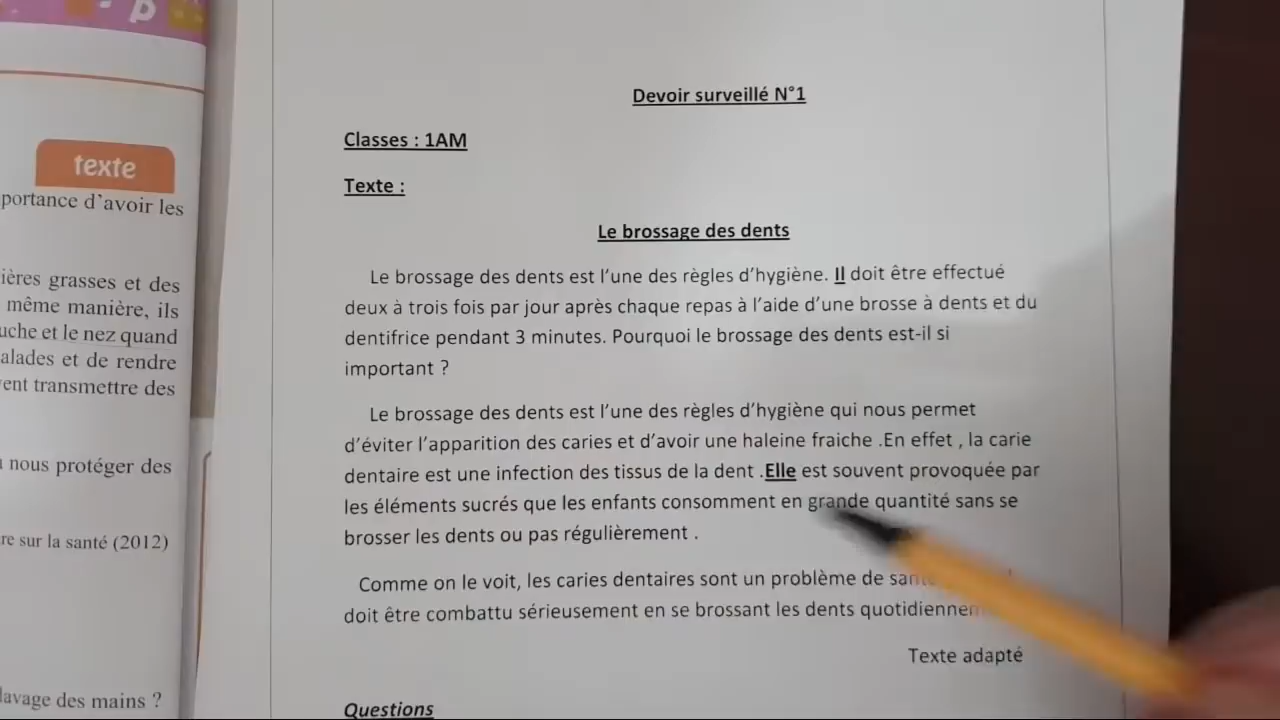 p
texte
portance d'avoir les
ières grasses et des
même manière, ils
uche et le nez quand
alades et de rendre
vent transmettre des
nous protéger des
re sur la santé (2012)
lavage des mains ?
Devoir surveillé N°1
Classes : 1AM
Texte :
Le brossage des dents
Le brossage des dents est l'une des règles d'hygiène. Il doit être effectué
deux à trois fois par jour après chaque repas à l'aide d'une brosse à dents et du
dentifrice pendant 3 minutes. Pourquoi le brossage des dents est-il si
important ?
Le brossage des dents est l'une des règles d'hygiène qui nous permet
d'éviter l'apparition des caries et d'avoir une haleine fraiche .En effet , la carie
dentaire est une infection des tissus de la dent .Elle est souvent provoquée par
les éléments sucrés que les enfants consomment en grande quantité sans se
brosser les dents ou pas régulièrement .
Comme on le voit, les caries dentaires sont un problème de
doit être combattu sérieusement en se brossant les dents
Texte adapté
Questions